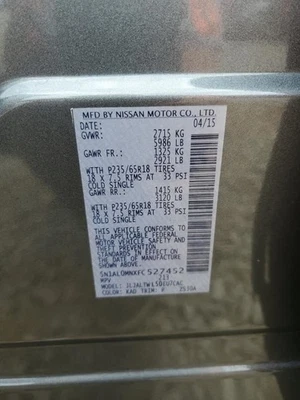 MFD BY NISSAN MOTOR CO., LTD.
DATE: 04/15
GVWR: 2715 KG
5986 LB
GAWR FR.: 1325 KG
2921 LB
WITH P235/65R18 TIRES
18 x 7.5 RIMS AT 33 PSI
COLD SINGLE
GAWR RR.: 1415 KG
3120 LB
WITH P235/65R18 TIRES
18 x 7.5 RIMS AT 33 PSI
COLD SINGLE
THIS VEHICLE CONFORMS TO
ALL APPLICABLE FEDERAL
MOTOR VEHICLE SAFETY
STANDARDS IN EFFECT ON THE
DATE OF MANUFACTURE SHOWN
ABOVE.
5N1AL0MNXFC527452
MPV
MODEL:
COLOR: KAD TRIM: G